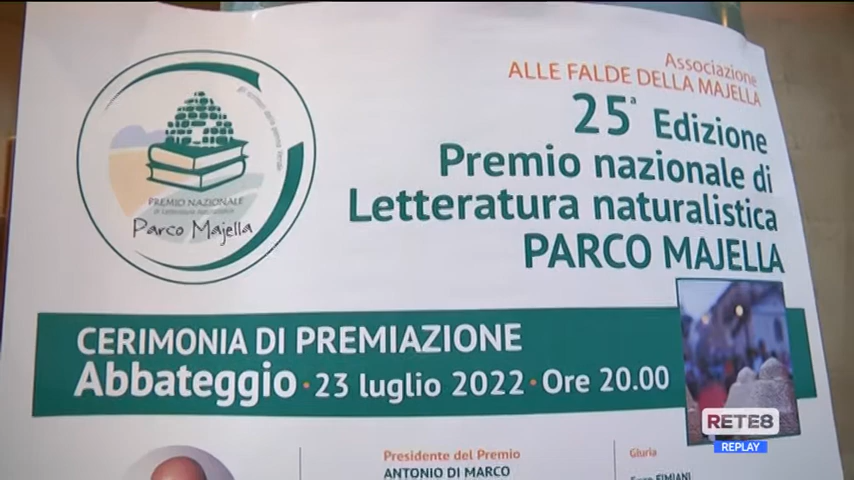 Associazione
ALLE FALDE DELLA MAJELLA
25ª Edizione
Premio nazionale di
Letteratura naturalistica
PARCO MAJELLA
PREMIO NAZIONALE
Parco Majella
CERIMONIA DI PREMIAZIONE
Abbateggio · 23 luglio 2022 · Ore 20.00
Presidente del Premio
ANTONIO DI MARCO
Giuria
FIMIANI
RETE8
REPLAY